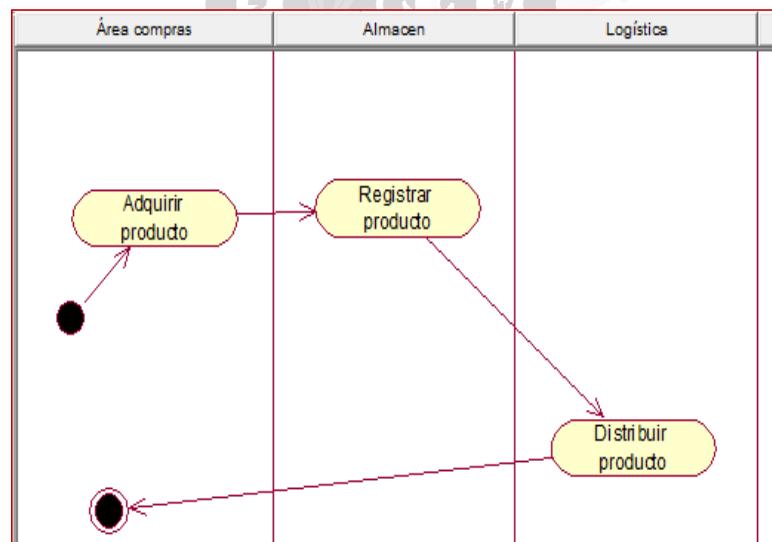 Área compras
Almacen
Logística
Adquirir
producto
Registrar
producto
Distribuir
producto